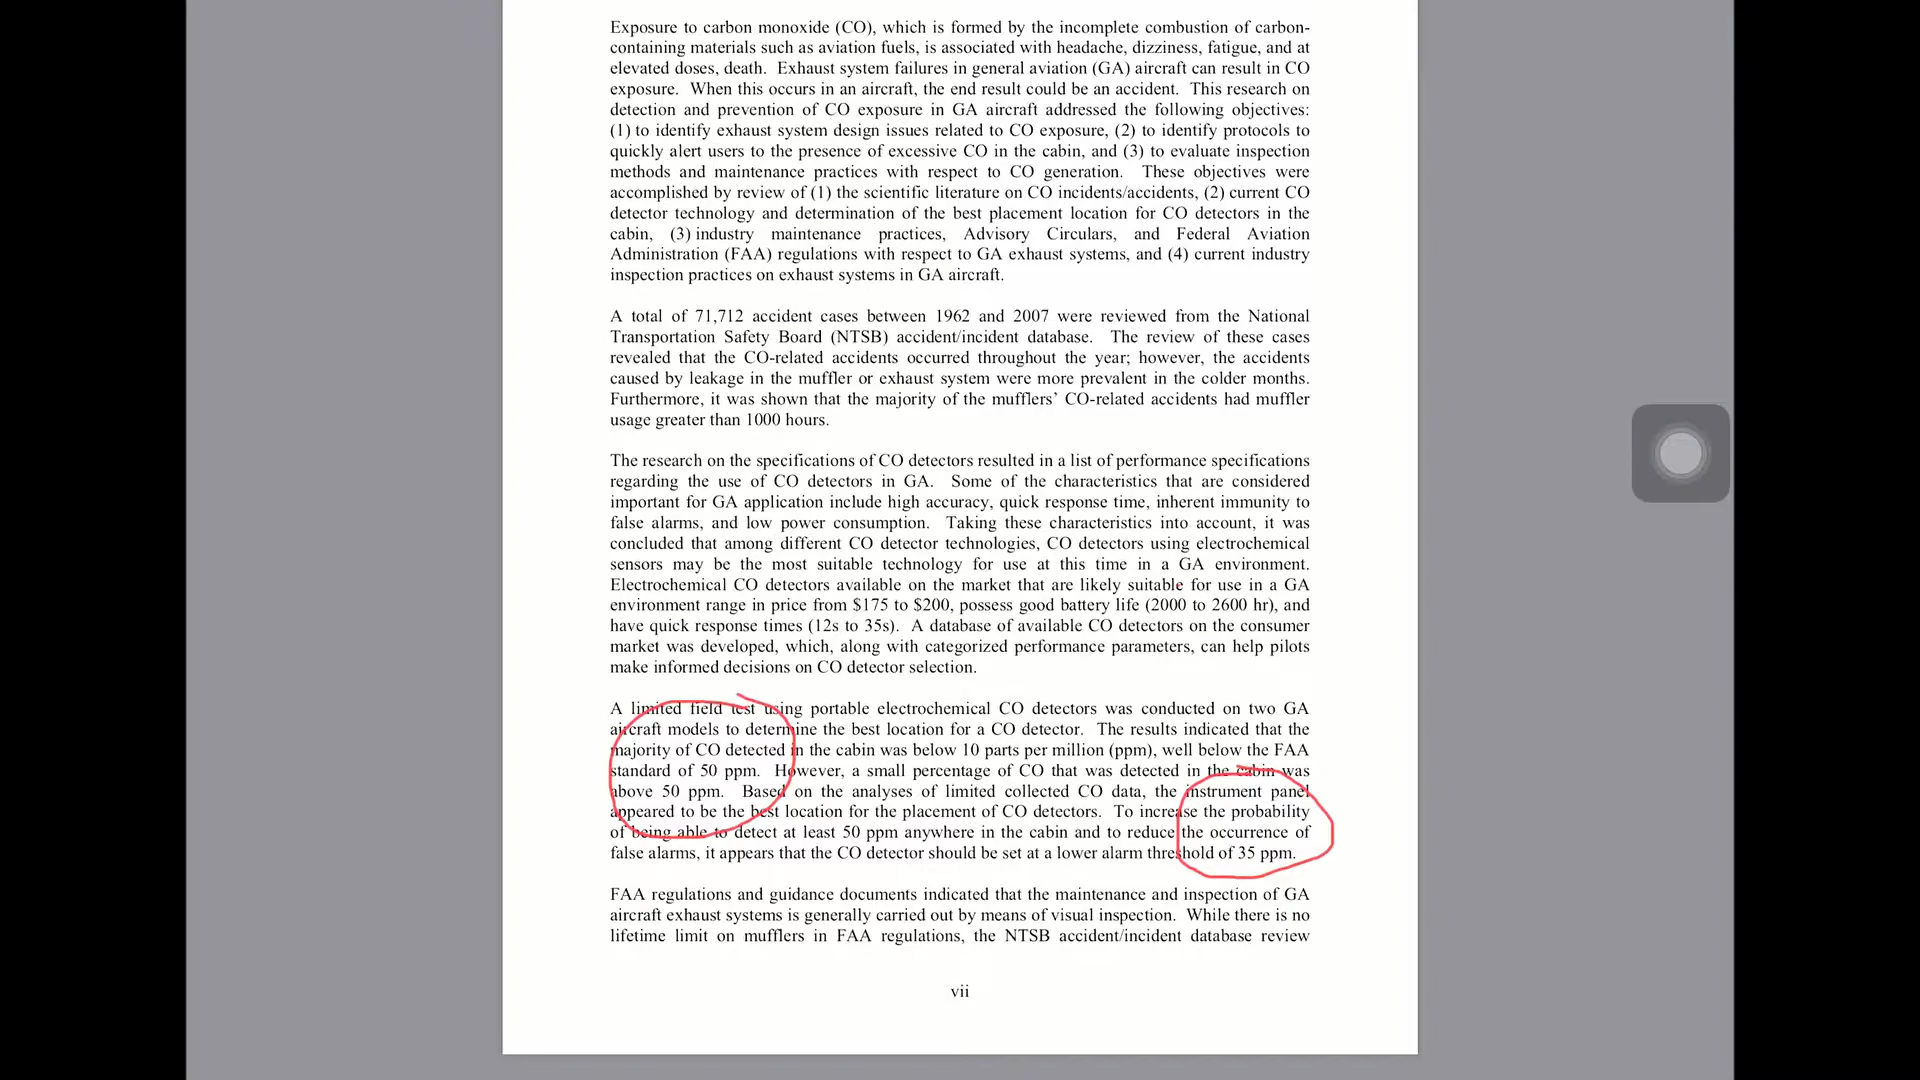 Exposure to carbon monoxide (CO), which is formed by the incomplete combustion of carbon-
containing materials such as aviation fuels, is associated with headache, dizziness, fatigue, and at
elevated doses, death. Exhaust system failures in general aviation (GA) aircraft can result in CO
exposure. When this occurs in an aircraft, the end result could be an accident. This research on
detection and prevention of CO exposure in GA aircraft addressed the following objectives:
(1) to identify exhaust system design issues related to CO exposure, (2) to identify protocols to
quickly alert users to the presence of excessive CO in the cabin, and (3) to evaluate inspection
methods and maintenance practices with respect to CO generation. These objectives were
accomplished by review of (1) the scientific literature on CO incidents/accidents, (2) current CO
detector technology and determination of the best placement location for CO detectors in the
cabin, (3) industry maintenance practices, Advisory Circulars, and Federal Aviation
Administration (FAA) regulations with respect to GA exhaust systems, and (4) current industry
inspection practices on exhaust systems in GA aircraft.
A total of 71,712 accident cases between 1962 and 2007 were reviewed from the National
Transportation Safety Board (NTSB) accident/incident database. The review of these cases
revealed that the CO-related accidents occurred throughout the year; however, the accidents
caused by leakage in the muffler or exhaust system were more prevalent in the colder months.
Furthermore, it was shown that the majority of the mufflers' CO-related accidents had muffler
usage greater than 1000 hours.
The research on the specifications of CO detectors resulted in a list of performance specifications
regarding the use of CO detectors in GA. Some of the characteristics that are considered
important for GA application include high accuracy, quick response time, inherent immunity to
false alarms, and low power consumption. Taking these characteristics into account, it was
concluded that among different CO detector technologies, CO detectors using electrochemical
sensors may be the most suitable technology for use at this time in a GA environment.
Electrochemical CO detectors available on the market that are likely suitable for use in a GA
environment range in price from $175 to $200, possess good battery life (2000 to 2600 hr), and
have quick response times (12s to 35s). A database of available CO detectors on the consumer
market was developed, which, along with categorized performance parameters, can help pilots
make informed decisions on CO detector selection.
A limited field test using portable electrochemical CO detectors was conducted on two GA
aircraft models to determine the best location for a CO detector. The results indicated that the
majority of CO detected in the cabin was below 10 parts per million (ppm), well below the FAA
standard of 50 ppm. However, a small percentage of CO that was detected in the cabin was
above 50 ppm. Based on the analyses of limited collected CO data, the instrument panel
appeared to be the best location for the placement of CO detectors. To increase the probability
of being able to detect at least 50 ppm anywhere in the cabin and to reduce the occurrence of
false alarms, it appears that the CO detector should be set at a lower alarm threshold of 35 ppm.
FAA regulations and guidance documents indicated that the maintenance and inspection of GA
aircraft exhaust systems is generally carried out by means of visual inspection. While there is no
lifetime limit on mufflers in FAA regulations, the NTSB accident/incident database review
vii